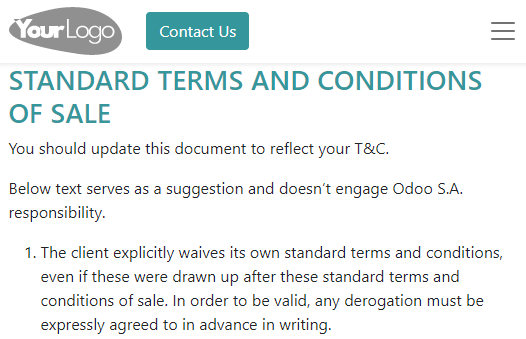 YourLogo
Contact Us
STANDARD TERMS AND CONDITIONS
OF SALE
You should update this document to reflect your T&C.
Below text serves as a suggestion and doesn’t engage Odoo S.A.
responsibility.
1. The client explicitly waives its own standard terms and conditions,
even if these were drawn up after these standard terms and
conditions of sale. In order to be valid, any derogation must be
expressly agreed to in advance in writing.